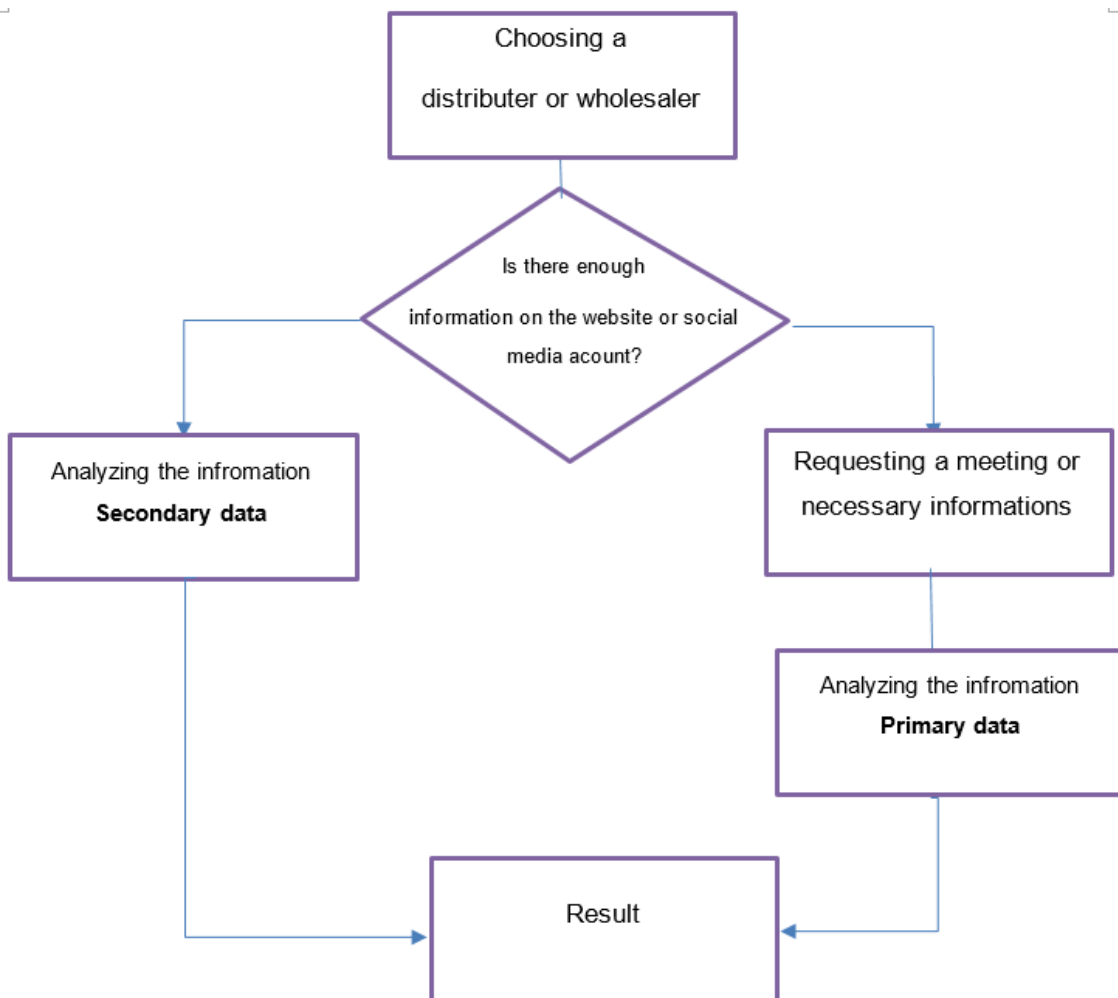 Choosing a
distributer or wholesaler
Is there enough
information on the website or social
media acount?
Analyzing the infromation
Secondary data
Requesting a meeting or
necessary informations
Analyzing the infromation
Primary data
Result